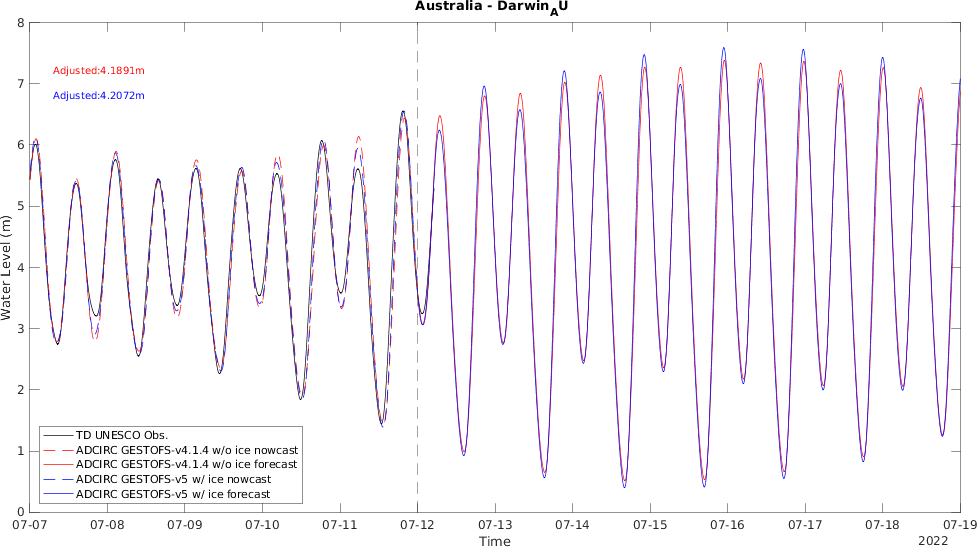 Australia - Darwin_AU
8
7
6
5
4
3
2
1
0
Water Level (m)
Adjusted:4.1891m
Adjusted:4.2072m
TD UNESCO Obs.
ADCIRC GESTOFS-v4.1.4 w/o ice nowcast
ADCIRC GESTOFS-v4.1.4 w/o ice forecast
ADCIRC GESTOFS-v5 w/ ice nowcast
ADCIRC GESTOFS-v5 w/ ice forecast
07-07 07-08 07-09 07-10 07-11 07-12 07-13 07-14 07-15 07-16 07-17 07-18 07-19
Time
2022